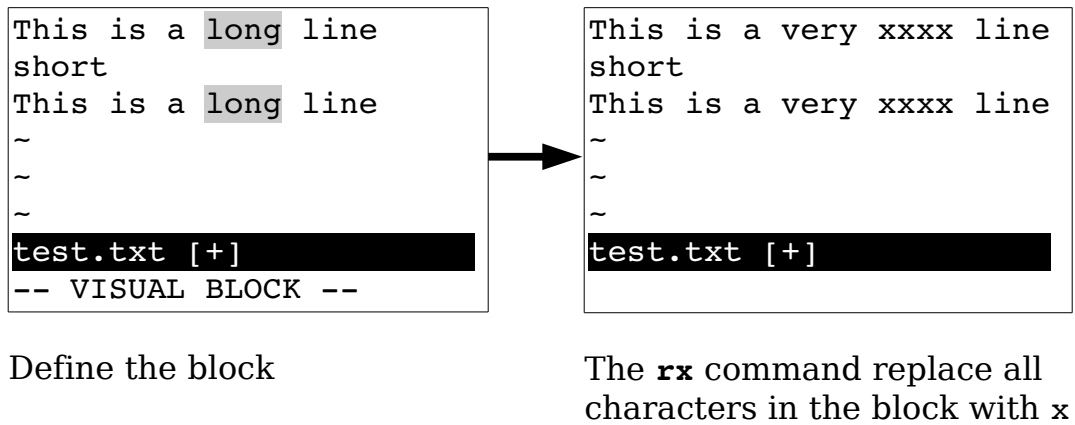 This is a long line
short
This is a long line
~
~
~
test.txt [+]
-- VISUAL BLOCK --
Define the block
This is a very xxxx line
short
This is a very xxxx line
~
~
~
test.txt [+]
The rx command replace all
characters in the block with x